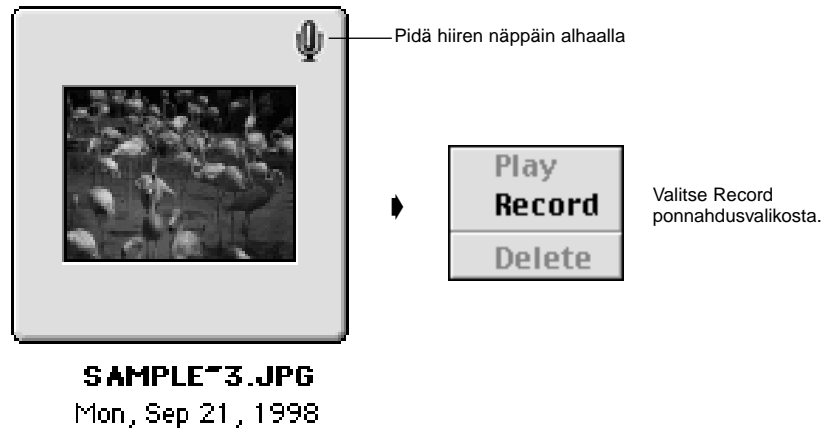 Pidä hiiren näppäin alhaalla
Play
Record
Delete
Valitse Record
ponnahdusvalikosta.
SAMPLE~3.JPG
Mon, Sep 21, 1998